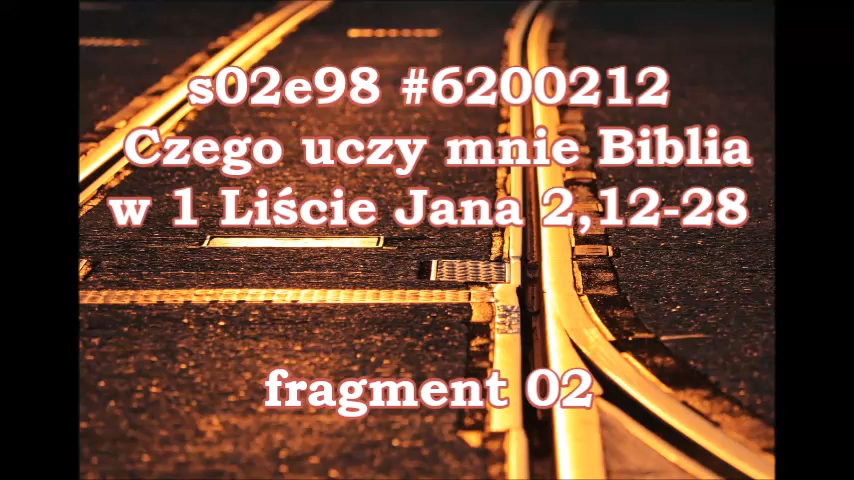 s02e98 #6200212
Czego uczy mnie Biblia
w 1 Liście Jana 2,12-28
fragment 02